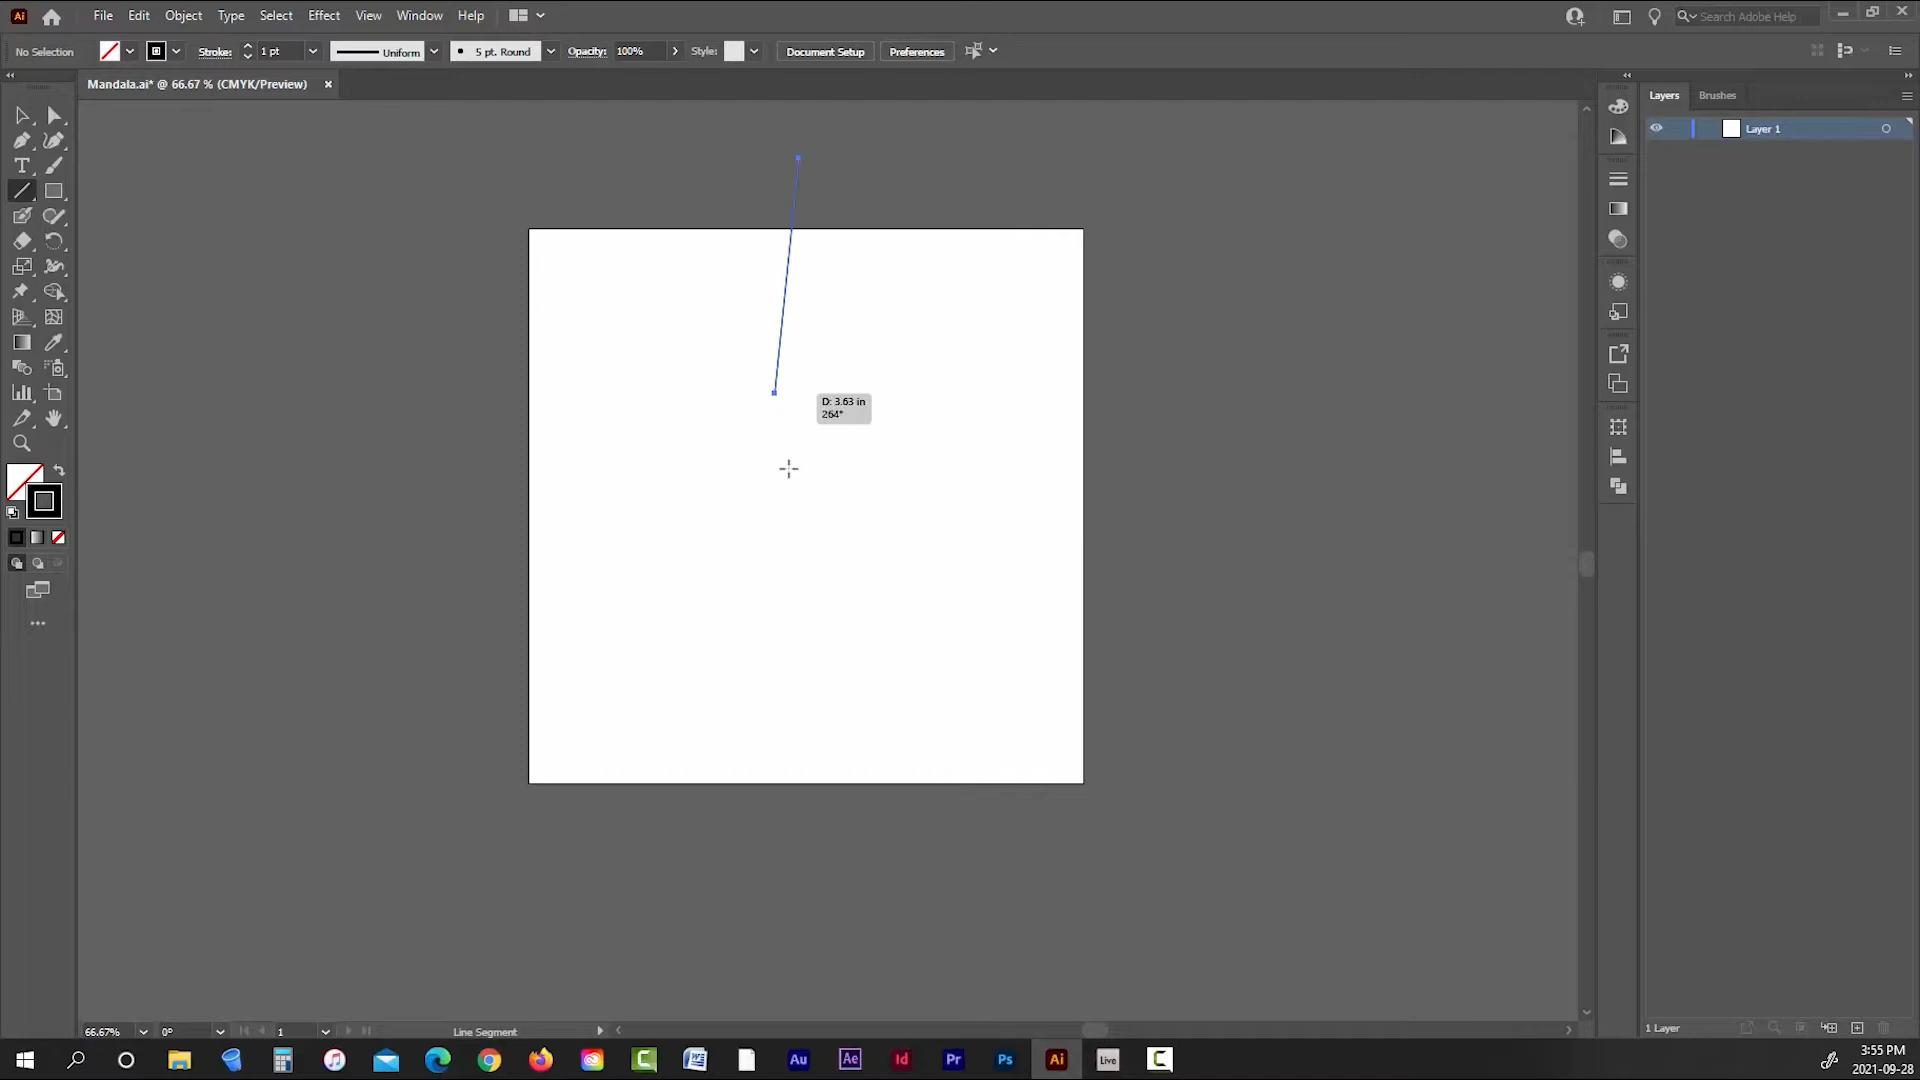 Ai File Edit Object Type Select Effect View Window Help Search Adobe Help
No Selection Stroke: 1 pt Uniform 5 pt. Round Opacity: 100% Style: Document Setup Preferences
Mandala.ai* @ 66.67 % (CMYK/Preview) ×
Layers Brushes
Layer 1
T
D: 3.63 in
264°
66.67% 0° 1 Line Segment
1 Layer
Au Ae Id Pr Ps Ai Live
3:55 PM
2021-09-28